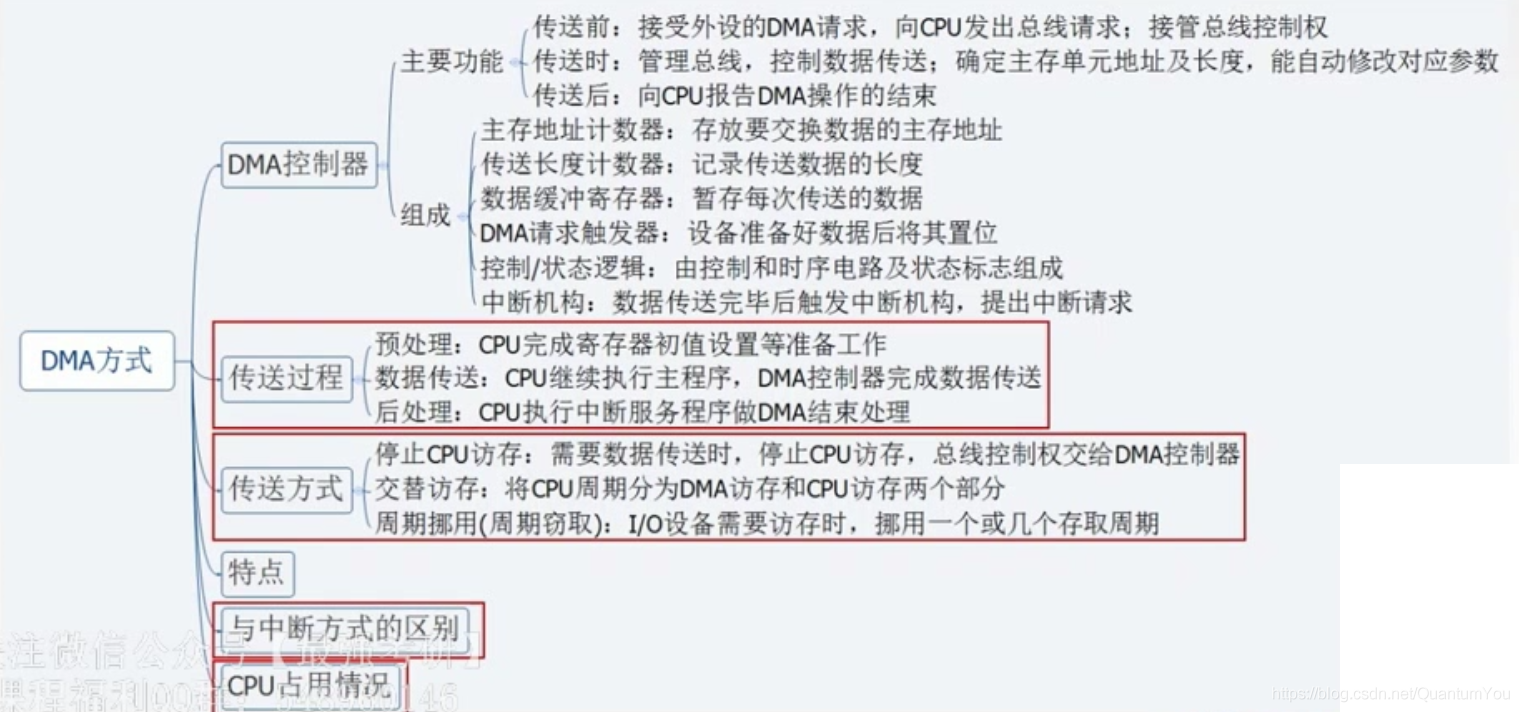 传送前：接受外设的DMA请求，向CPU发出总线请求；接管总线控制权
主要功能
传送时：管理总线，控制数据传送；确定主存单元地址及长度，能自动修改对应参数
传送后：向CPU报告DMA操作的结束
DMA控制器
主存地址计数器：存放要交换数据的主存地址
传送长度计数器：记录传送数据的长度
数据缓冲寄存器：暂存每次传送的数据
组成
DMA请求触发器：设备准备好数据后将其置位
控制/状态逻辑：由控制和时序电路及状态标志组成
中断机构：数据传送完毕后触发中断机构，提出中断请求
DMA方式
传送过程
预处理：CPU完成寄存器初值设置等准备工作
数据传送：CPU继续执行主程序，DMA控制器完成数据传送
后处理：CPU执行中断服务程序做DMA结束处理
传送方式
停止CPU访存：需要数据传送时，停止CPU访存，总线控制权交给DMA控制器
交替访存：将CPU周期分为DMA访存和CPU访存两个部分
周期挪用(周期窃取)：I/O设备需要访存时，挪用一个或几个存取周期
特点
与中断方式的区别
注微信公众号【最强考研】
CPU占用情况
https://blog.csdn.net/QuantumYou